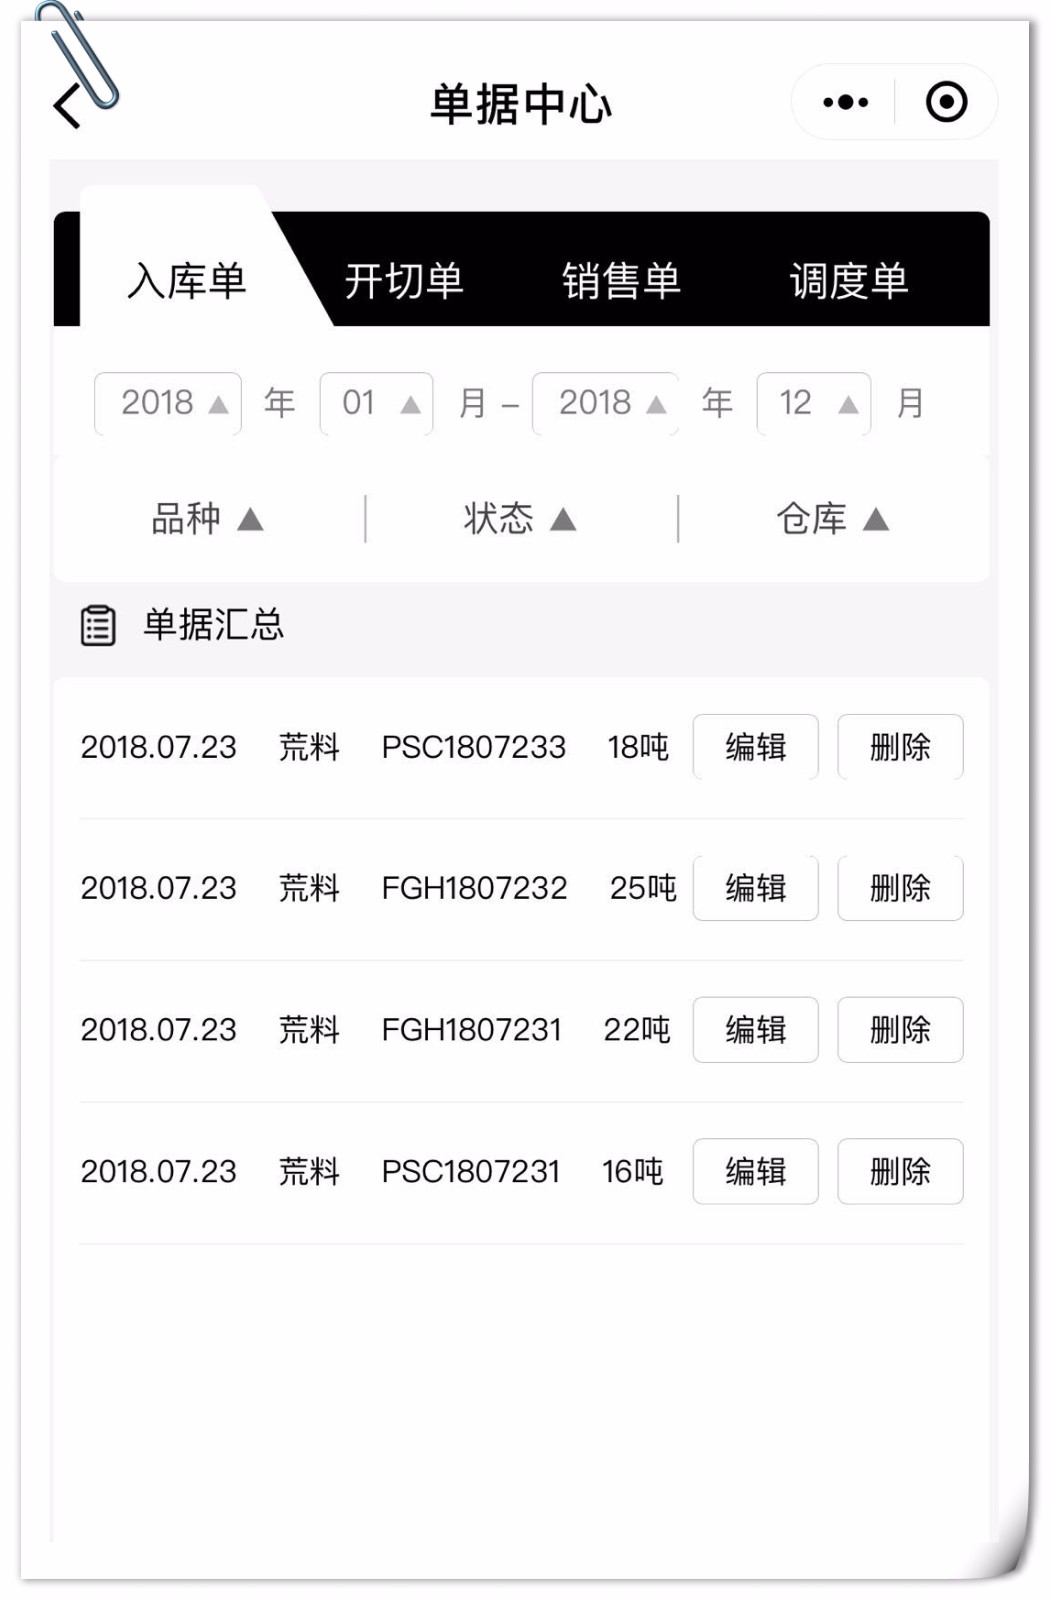 单据中心
入库单 开切单 销售单 调度单
2018 年 01 月 – 2018 年 12 月
品种 状态 仓库
单据汇总
2018.07.23 荒料 PSC1807233 18吨 编辑 删除
2018.07.23 荒料 FGH1807232 25吨 编辑 删除
2018.07.23 荒料 FGH1807231 22吨 编辑 删除
2018.07.23 荒料 PSC1807231 16吨 编辑 删除